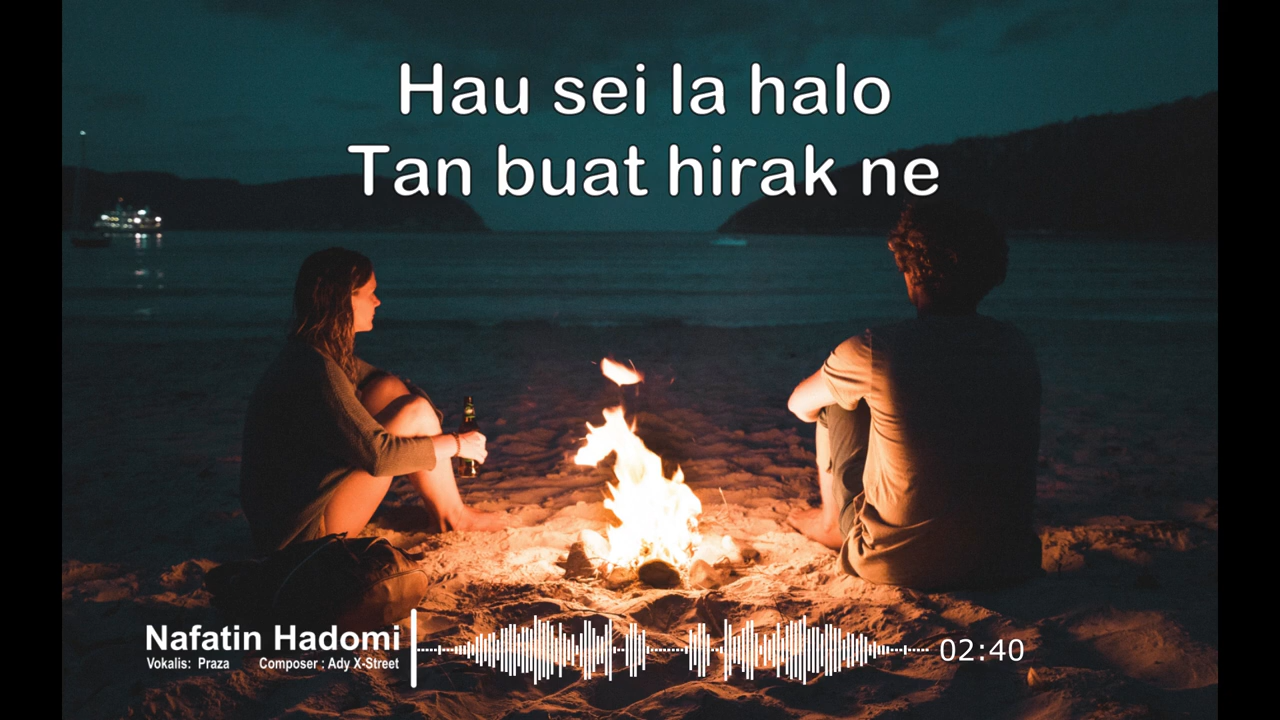 Hau sei la halo
Tan buat hirak ne
Nafatin Hadomi
Vokalis: Praza Composer : Ady X-Street
02:40